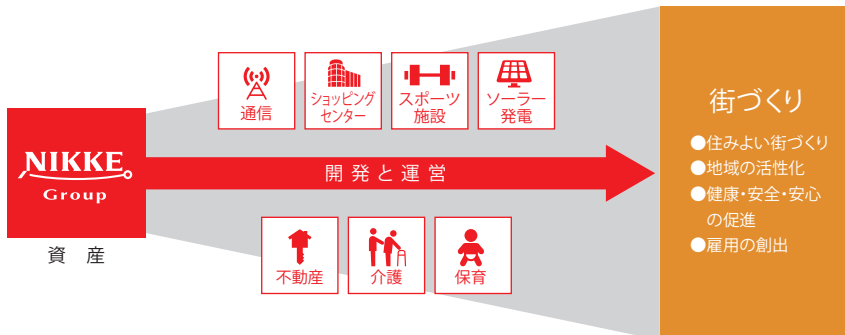 NIKKE
Group
資産
通信
ショッピング
センター
スポーツ
施設
ソーラー
発電
開発と運営
不動産
介護
保育
街づくり
●住みよい街づくり
●地域の活性化
●健康・安全・安心
の促進
●雇用の創出